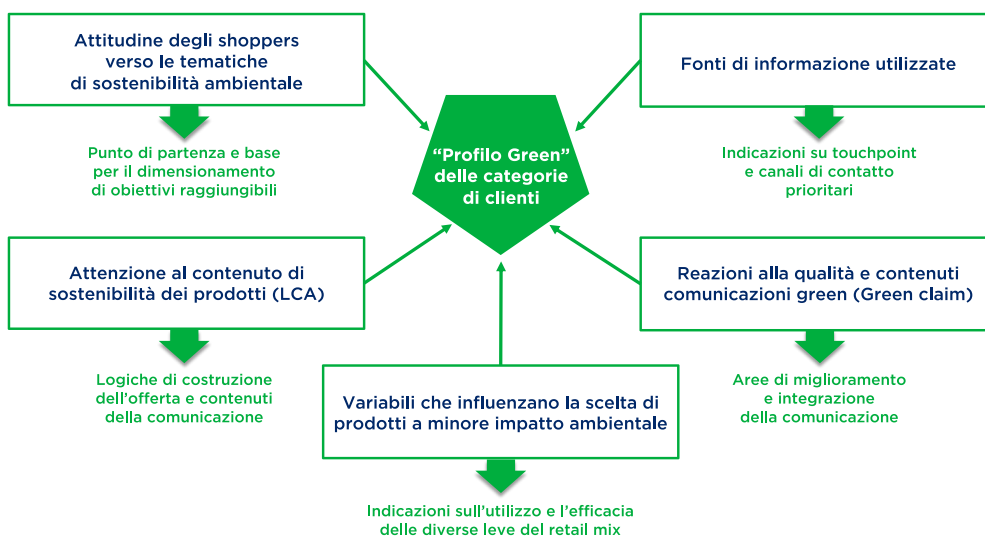 Attitudine degli shoppers
verso le tematiche
di sostenibilità ambientale
Punto di partenza e base
per il dimensionamento
di obiettivi raggiungibili
Fonti di informazione utilizzate
Indicazioni su touchpoint
e canali di contatto
prioritari
“Profilo Green”
delle categorie
di clienti
Attenzione al contenuto di
sostenibilità dei prodotti (LCA)
Logiche di costruzione
dell’offerta e contenuti
della comunicazione
Reazioni alla qualità e contenuti
comunicazioni green (Green claim)
Aree di miglioramento
e integrazione
della comunicazione
Variabili che influenzano la scelta di
prodotti a minore impatto ambientale
Indicazioni sull’utilizzo e l’efficacia
delle diverse leve del retail mix